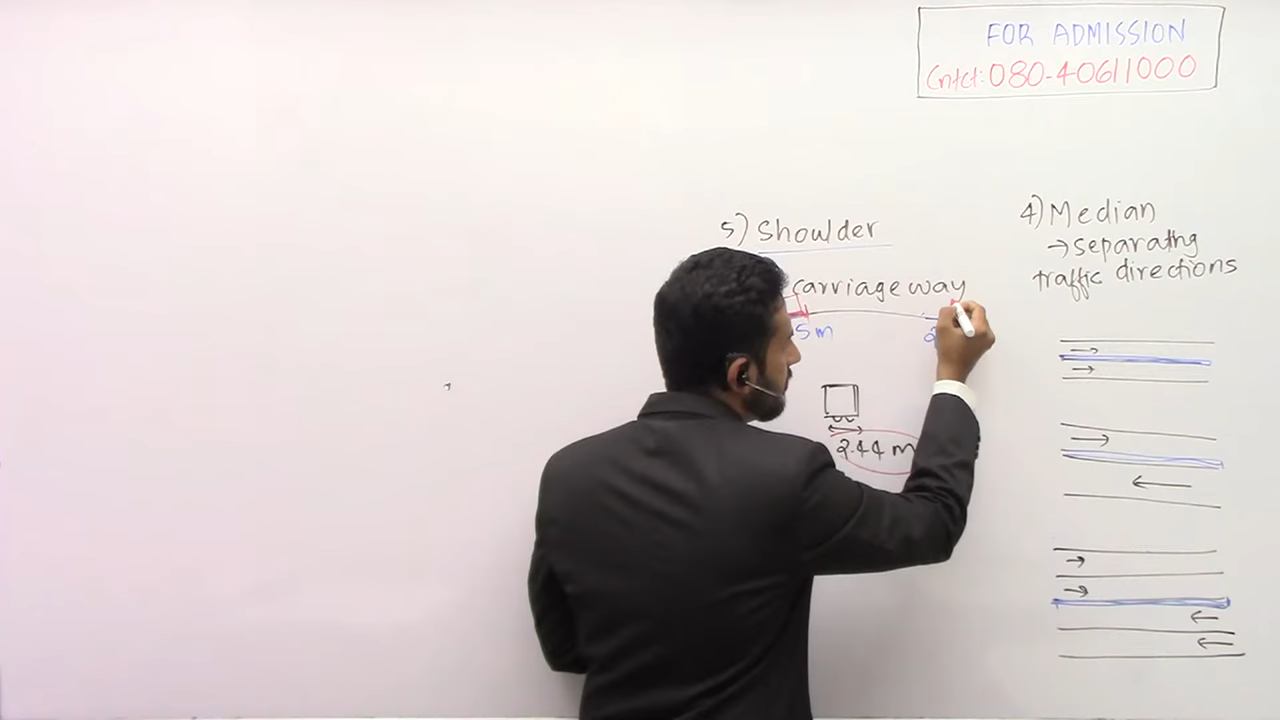 FOR ADMISSION
Cntct: 080-40611000
5) Shoulder
carriage way
5 m
2.44 m
4) Median
→ separating
traffic directions